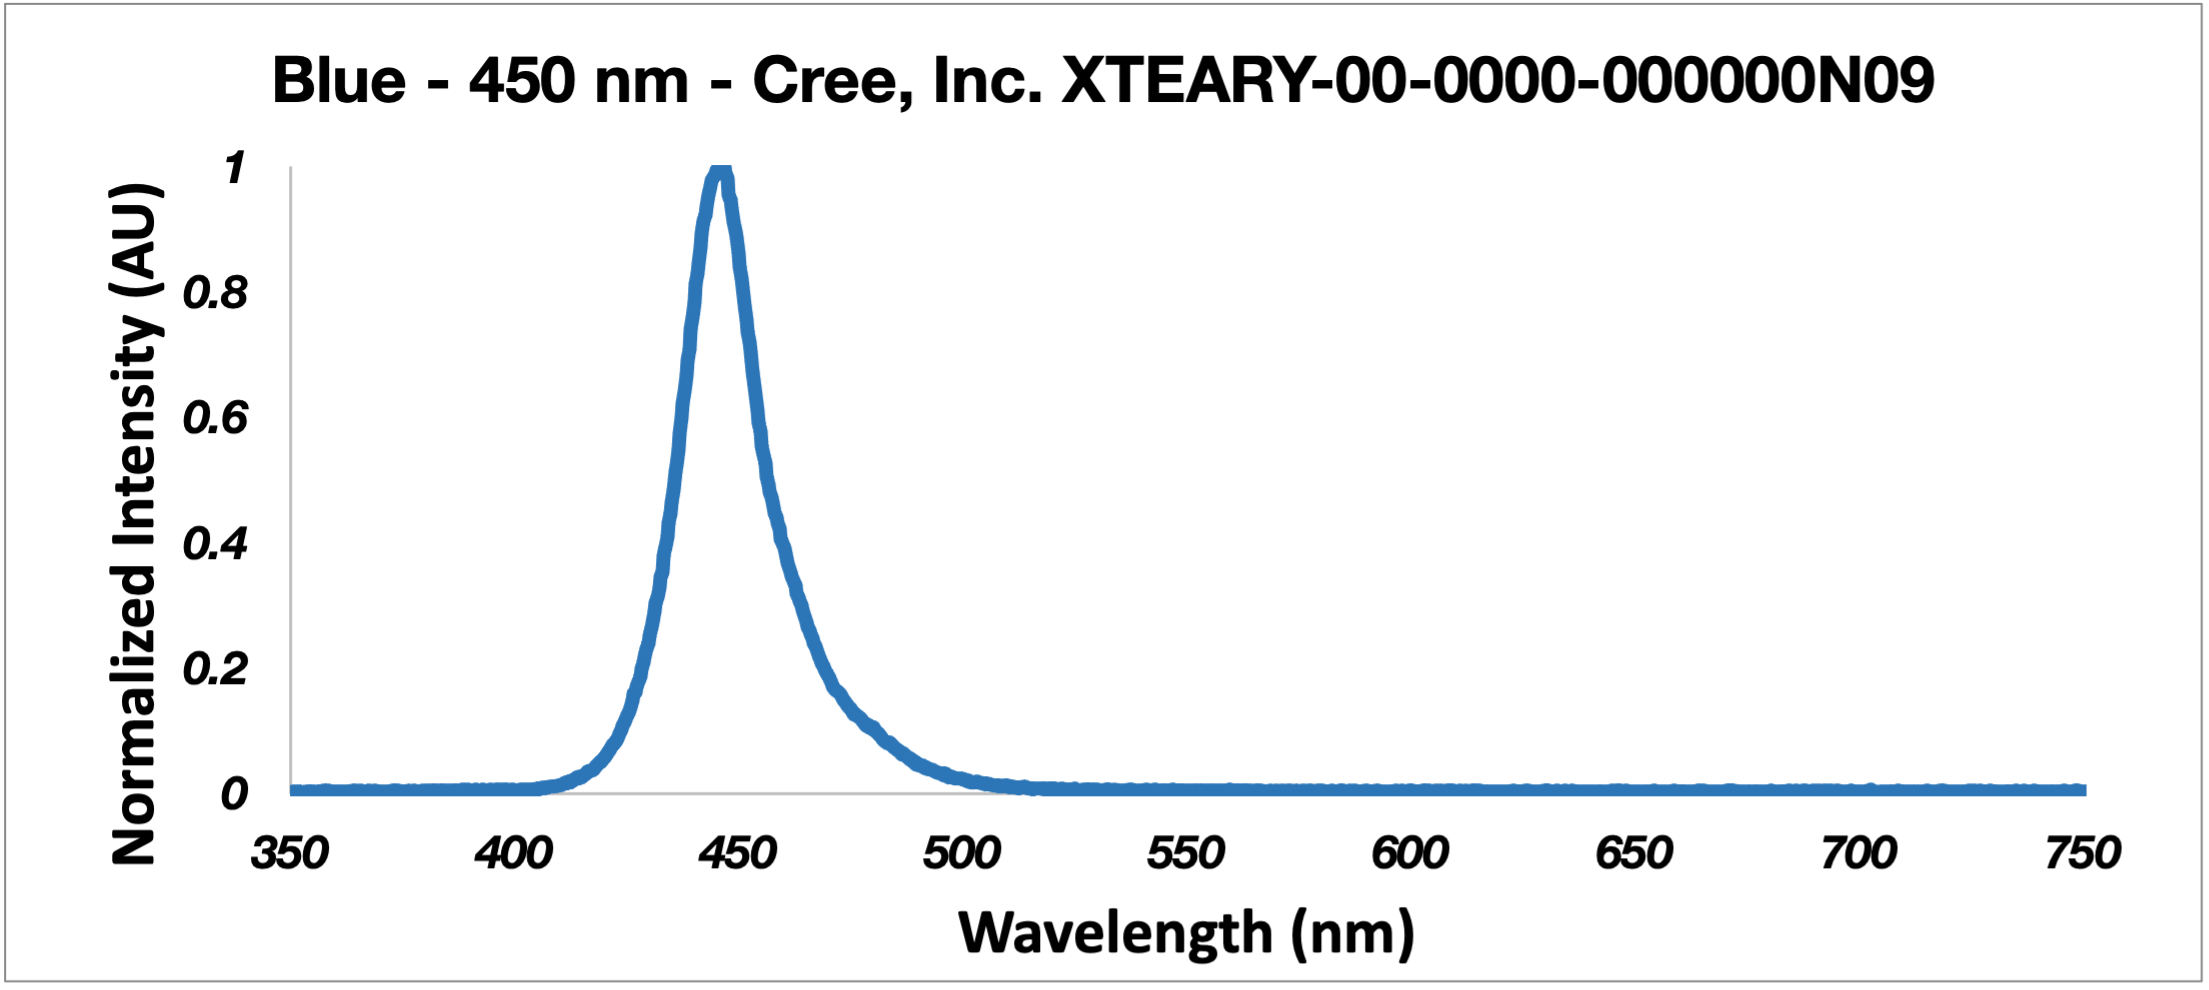 Blue - 450 nm - Cree, Inc. XTEARY-00-0000-000000N09
Normalized Intensity (AU)
1
0.8
0.6
0.4
0.2
0
350 400 450 500 550 600 650 700 750
Wavelength (nm)